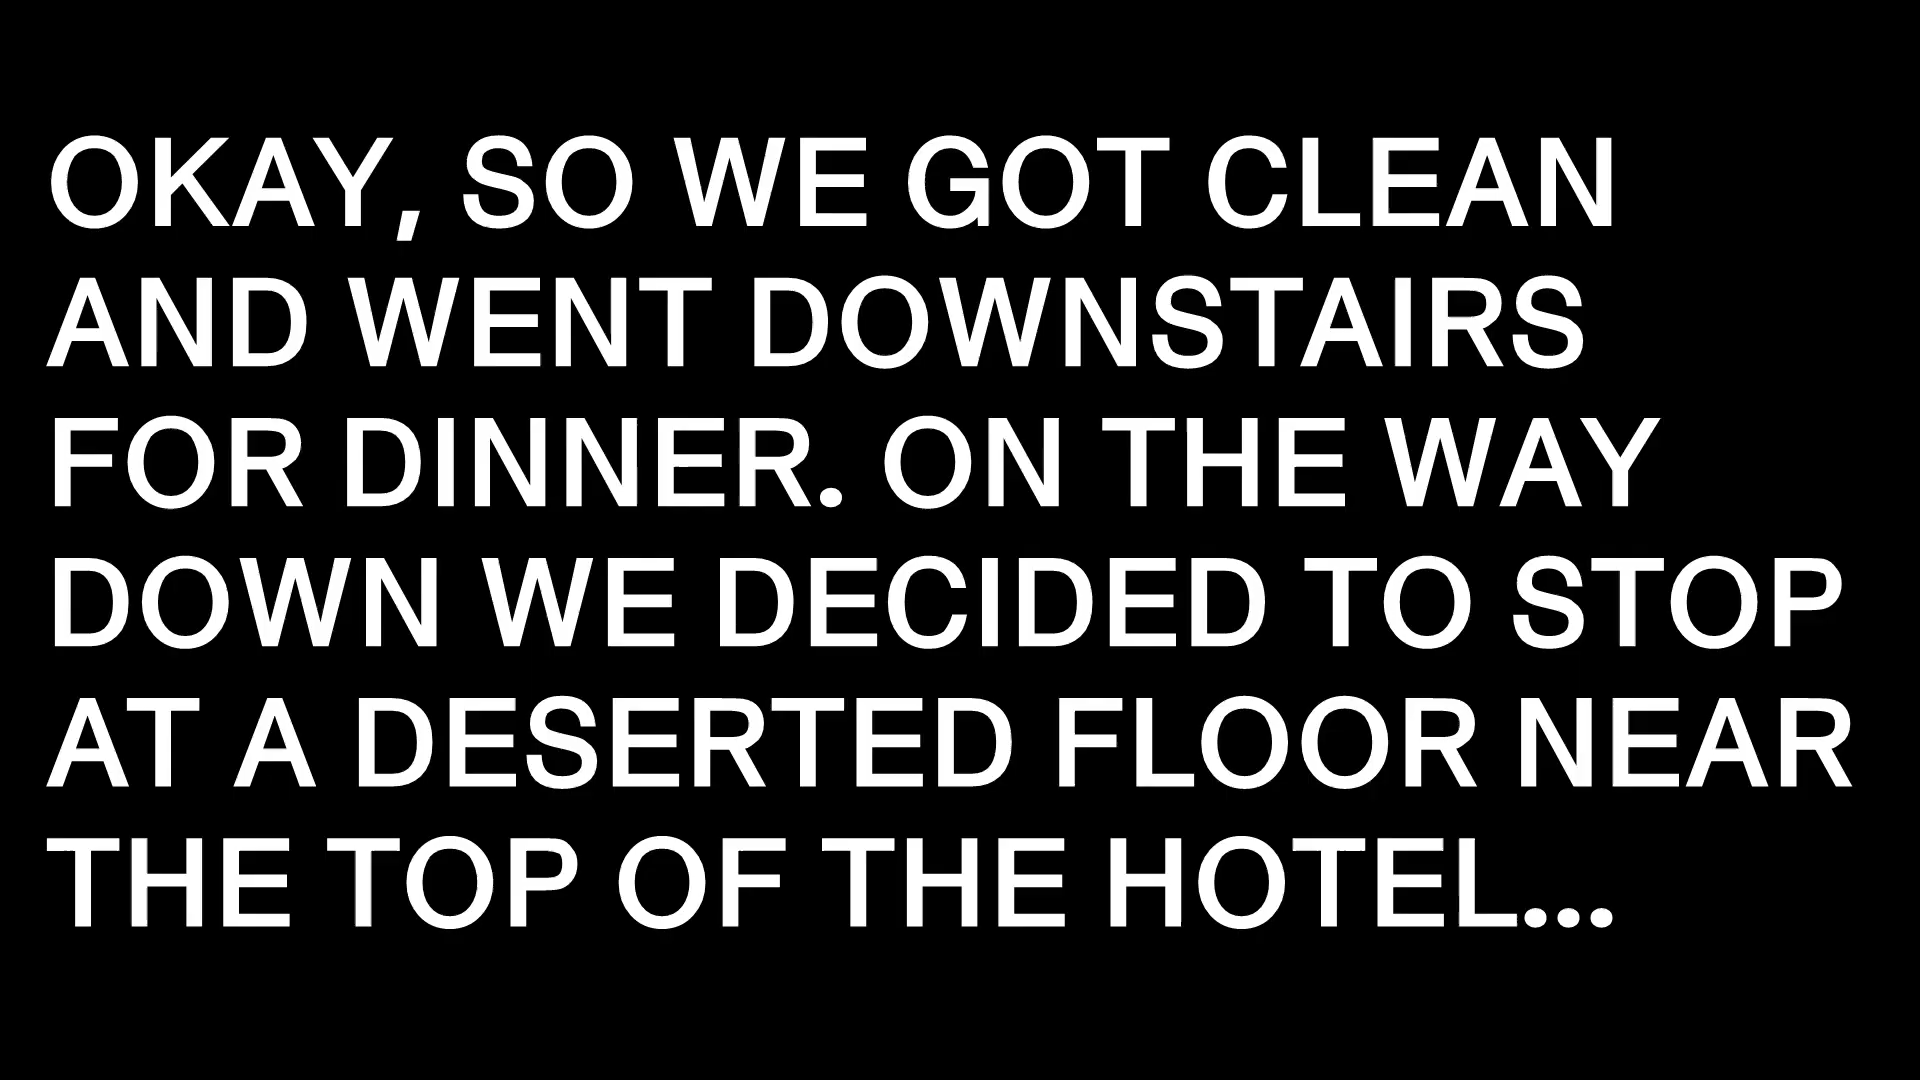 OKAY, SO WE GOT CLEAN
AND WENT DOWNSTAIRS
FOR DINNER. ON THE WAY
DOWN WE DECIDED TO STOP
AT A DESERTED FLOOR NEAR
THE TOP OF THE HOTEL...